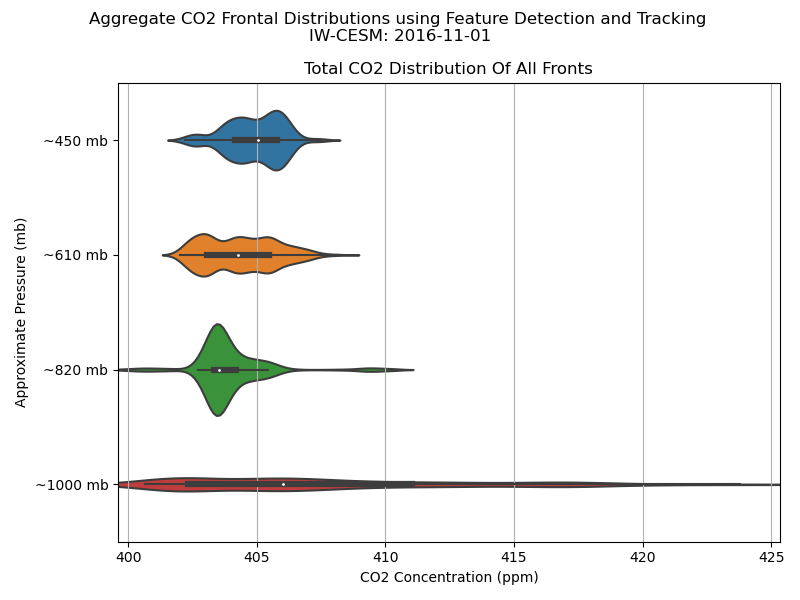 Aggregate CO2 Frontal Distributions using Feature Detection and Tracking
IW-CESM: 2016-11-01
Total CO2 Distribution Of All Fronts
Approximate Pressure (mb)
~450 mb
~610 mb
~820 mb
~1000 mb
400 405 410 415 420 425
CO2 Concentration (ppm)